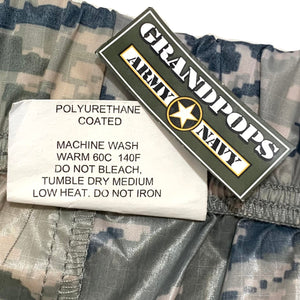 GRANDPOPS
ARMY NAVY
POLYURETHANE
COATED
MACHINE WASH
WARM 60C 140F
DO NOT BLEACH,
TUMBLE DRY MEDIUM
LOW HEAT. DO NOT IRON